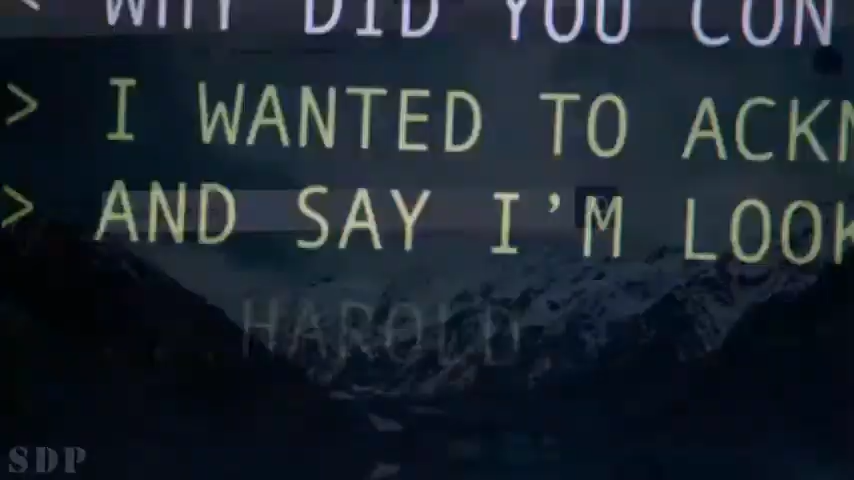 WHY DID YOU CON
> I WANTED TO ACKN
> AND SAY I’M LOOK
HAROLD
SDP